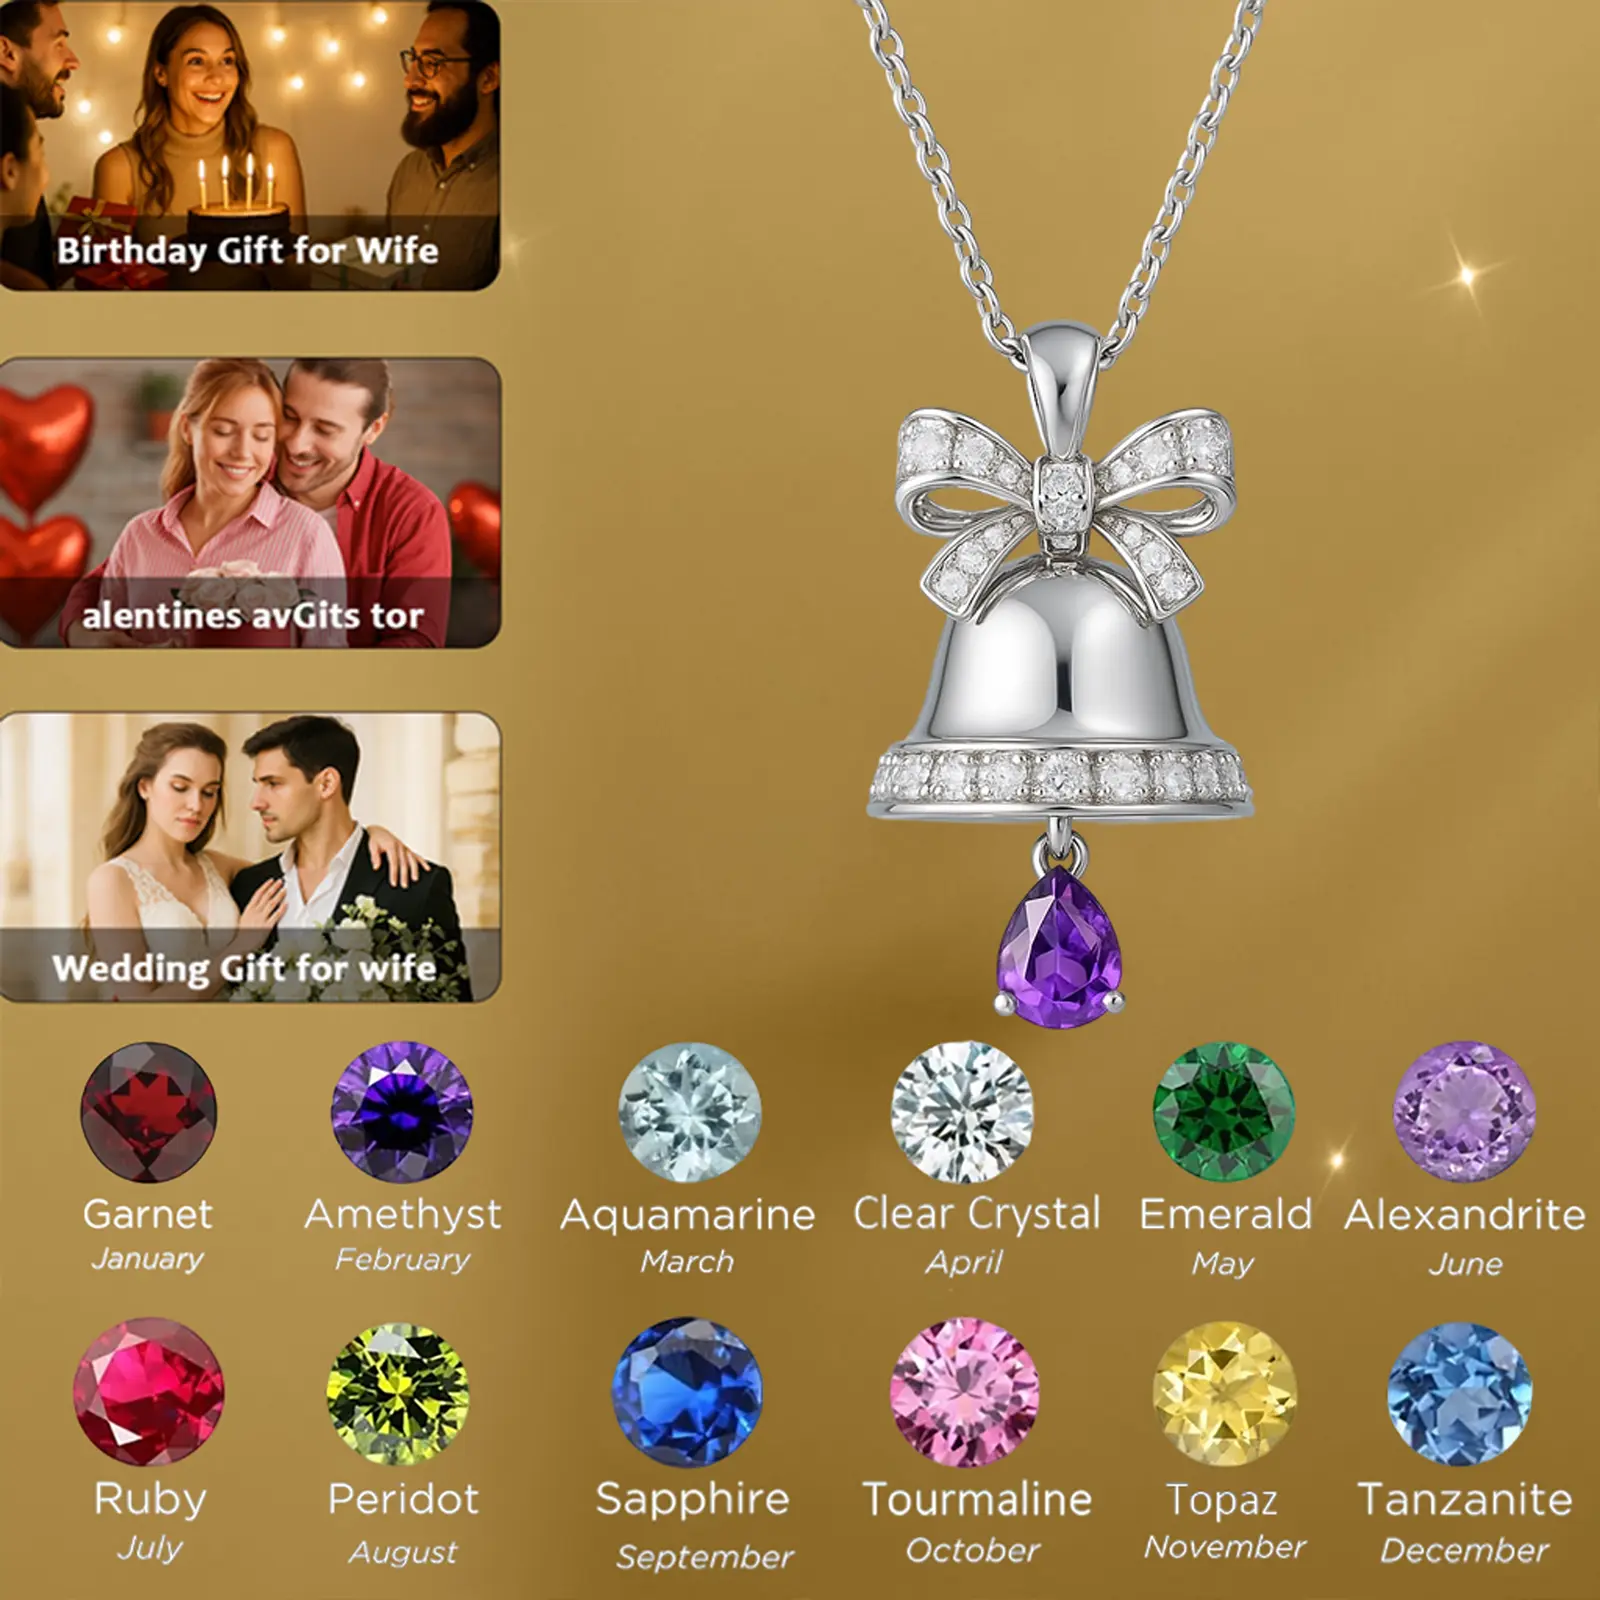 Birthday Gift for Wife
alentines avGits tor
Wedding Gift for wife
Garnet
January
Amethyst
February
Aquamarine
March
Clear Crystal
April
Emerald
May
Alexandrite
June
Ruby
July
Peridot
August
Sapphire
September
Tourmaline
October
Topaz
November
Tanzanite
December